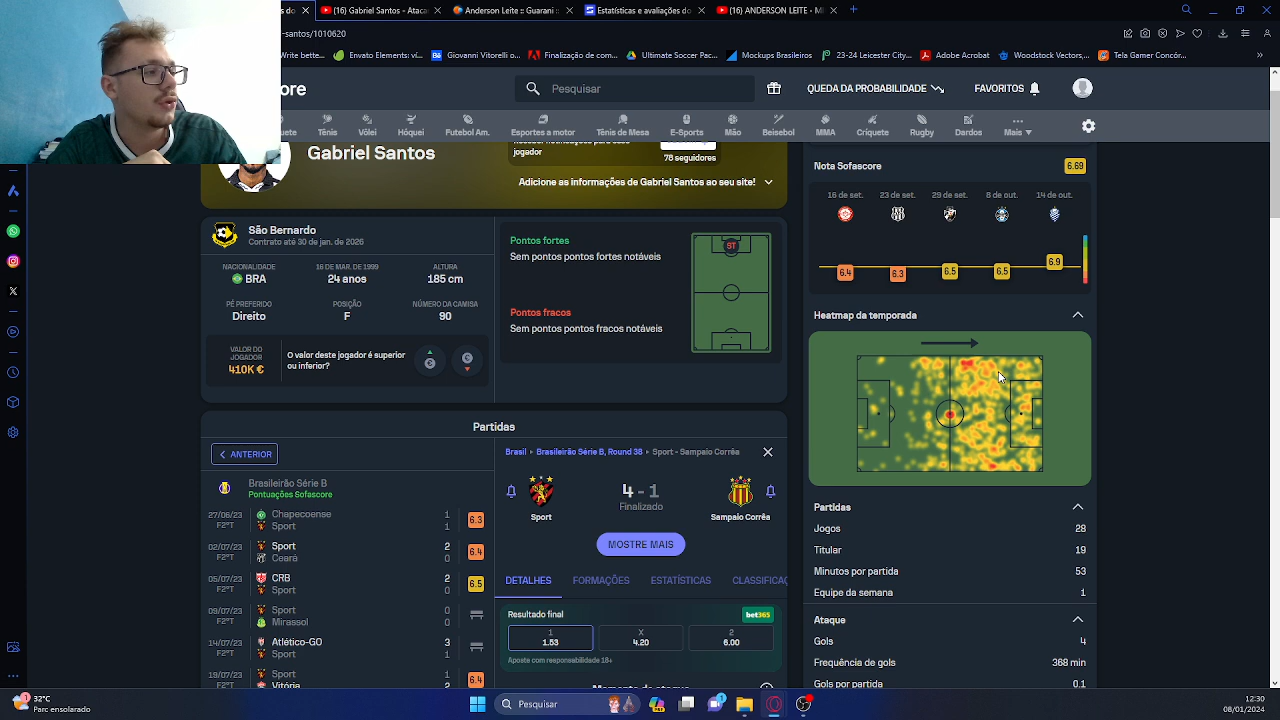 s do
(16) Gabriel Santos - Atac
Anderson Leite :: Guarani ::
Estatísticas e avaliações do
(16) ANDERSON LEITE - M
santos/1010620
Write bette...
Envato Elements: vi...
Giovanni Vitorelli o...
Finalização de com...
Ultimate Soccer Pac...
Mockups Brasileiros
23-24 Leicester City...
Adobe Acrobat
Woodstock Vectors,...
Tela Gamer Concór...
ore
Pesquisar
QUEDA DA PROBABILIDADE
FAVORITOS
quete
Tênis
Vôlei
Hóquei
Futebol Am.
Esportes a motor
Tênis de Mesa
E-Sports
Mão
Beisebol
MMA
Críquete
Rugby
Dardos
Mais
Gabriel Santos
jogador
78 seguidores
Adicione as informações de Gabriel Santos ao seu site!
São Bernardo
Contrato até 30 de jan. de 2026
NACIONALIDADE
BRA
16 DE MAR. DE 1999
24 anos
ALTURA
185 cm
PÉ PREFERIDO
Direito
POSIÇÃO
F
NÚMERO DA CAMISA
90
VALOR DO
JOGADOR
410K €
O valor deste jogador é superior
ou inferior?
Pontos fortes
Sem pontos pontos fortes notáveis
Pontos fracos
Sem pontos pontos fracos notáveis
ST
Partidas
ANTERIOR
Brasileirão Série B
Pontuações Sofascore
27/06/23
F2°T
Chapecoense 1
Sport 1
6.3
02/07/23
F2°T
Sport 2
Ceará 0
6.4
05/07/23
F2°T
CRB 2
Sport 0
6.5
09/07/23
F2°T
Sport 0
Mirassol 0
14/07/23
F2°T
Atlético-GO 3
Sport 1
19/07/23
F2°T
Sport 1
Vitória 2
6.4
Brasil
Brasileirão Série B, Round 38
Sport - Sampaio Corrêa
4 - 1
Finalizado
Sport
Sampaio Corrêa
MOSTRE MAIS
DETALHES
FORMAÇÕES
ESTATÍSTICAS
CLASSIFICAÇ
Resultado final
bet365
1
1.53
X
4.20
2
6.00
Aposte com responsabilidade 18+
Nota Sofascore
6.69
16 de set.
23 de set.
29 de set.
8 de out.
14 de out.
6.4
6.3
6.5
6.5
6.9
Heatmap da temporada
Partidas
Jogos 28
Titular 19
Minutos por partida 53
Equipe da semana 1
Ataque
Gols 4
Frequência de gols 368 min
Gols por partida 0.1
32°C
Parc ensolarado
Pesquisar
12:30
08/01/2024